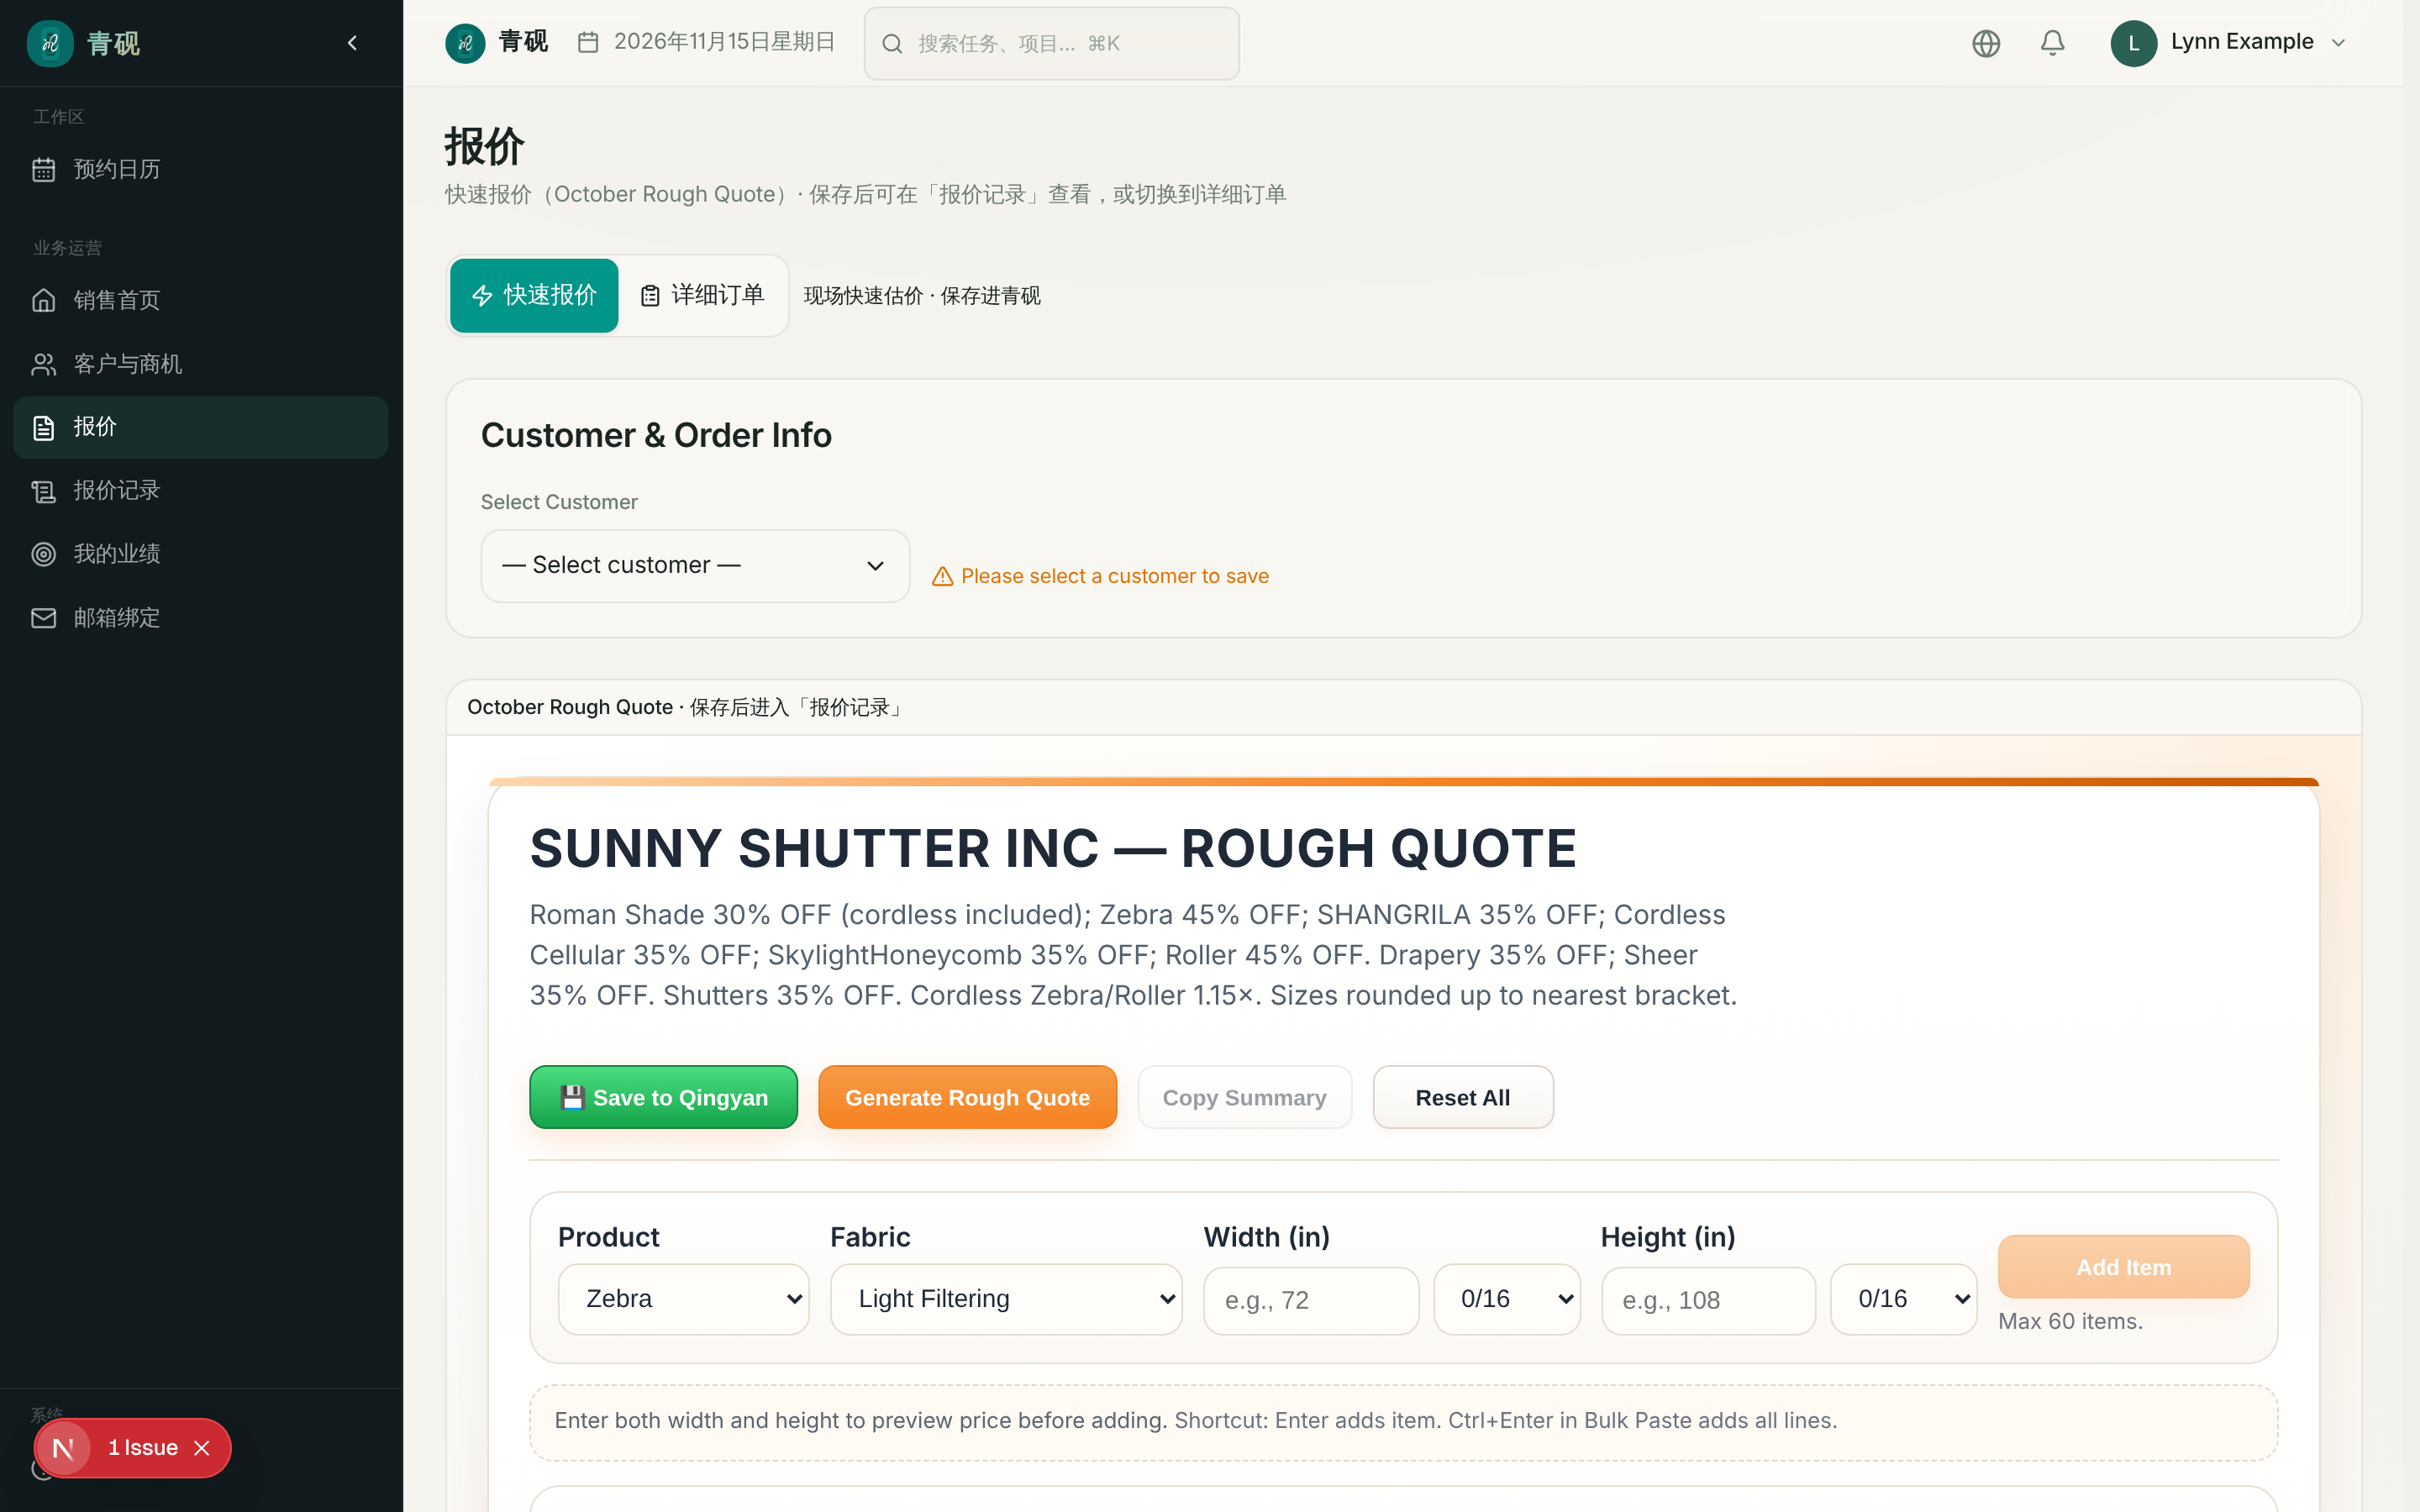 青砚
工作区
预约日历
业务运营
销售首页
客户与商机
报价
报价记录
我的业绩
邮箱绑定
系统
1 Issue
青砚
2026年11月15日星期日
搜索任务、项目... ⌘K
L
Lynn Example
报价
快速报价（October Rough Quote）· 保存后可在「报价记录」查看，或切换到详细订单
快速报价
详细订单
现场快速估价 · 保存进青砚
Customer & Order Info
Select Customer
— Select customer —
Please select a customer to save
October Rough Quote · 保存后进入「报价记录」
SUNNY SHUTTER INC — ROUGH QUOTE
Roman Shade 30% OFF (cordless included); Zebra 45% OFF; SHANGRILA 35% OFF; Cordless
Cellular 35% OFF; SkylightHoneycomb 35% OFF; Roller 45% OFF. Drapery 35% OFF; Sheer
35% OFF. Shutters 35% OFF. Cordless Zebra/Roller 1.15×. Sizes rounded up to nearest bracket.
💾 Save to Qingyan
Generate Rough Quote
Copy Summary
Reset All
Product
Fabric
Width (in)
Height (in)
Zebra
Light Filtering
e.g., 72
0/16
e.g., 108
0/16
Add Item
Max 60 items.
Enter both width and height to preview price before adding. Shortcut: Enter adds item. Ctrl+Enter in Bulk Paste adds all lines.